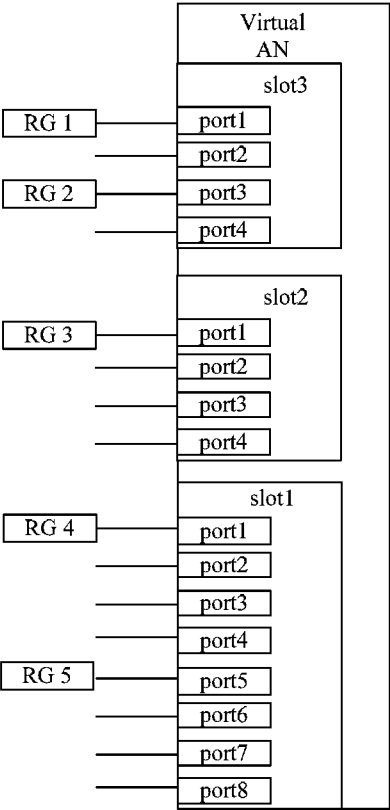 Virtual
AN
slot3
RG 1
port1
port2
RG 2
port3
port4
slot2
RG 3
port1
port2
port3
port4
slot1
RG 4
port1
port2
port3
port4
RG 5
port5
port6
port7
port8